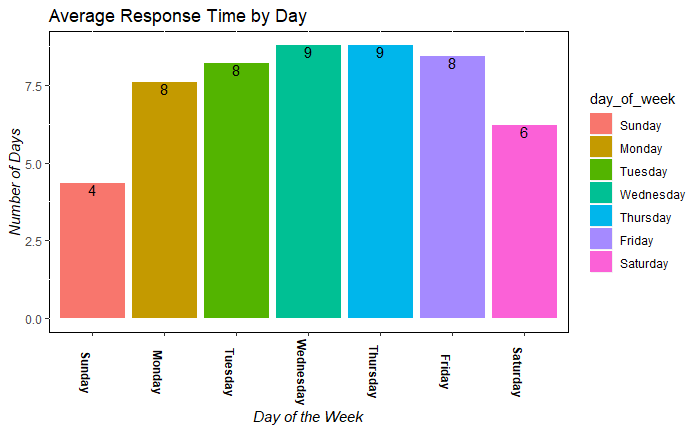 Average Response Time by Day
Number of Days
7.5
5.0
2.5
0.0
4
8
8
9
9
8
6
Sunday
Monday
Tuesday
Wednesday
Thursday
Friday
Saturday
Day of the Week
day_of_week
Sunday
Monday
Tuesday
Wednesday
Thursday
Friday
Saturday